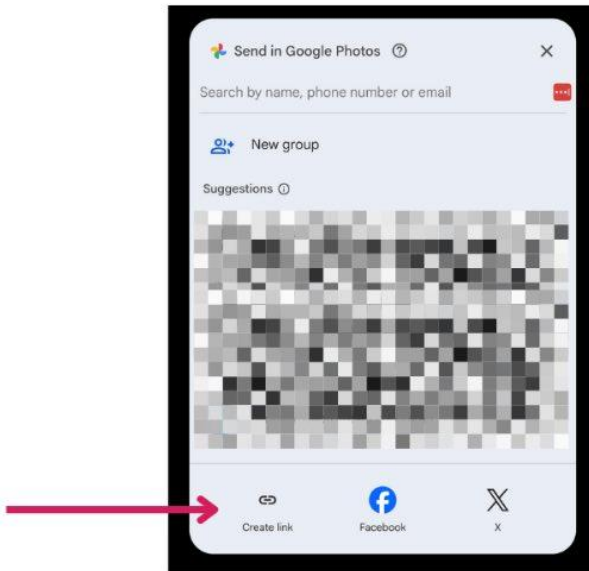 Send in Google Photos
Search by name, phone number or email
New group
Suggestions
Create link
Facebook
X